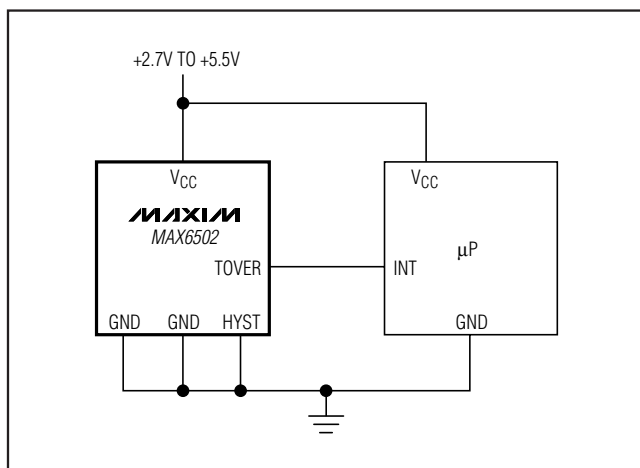 +2.7V TO +5.5V
VCC
VCC
MAXIM
MAX6502
μP
TOVER
INT
GND GND HYST
GND